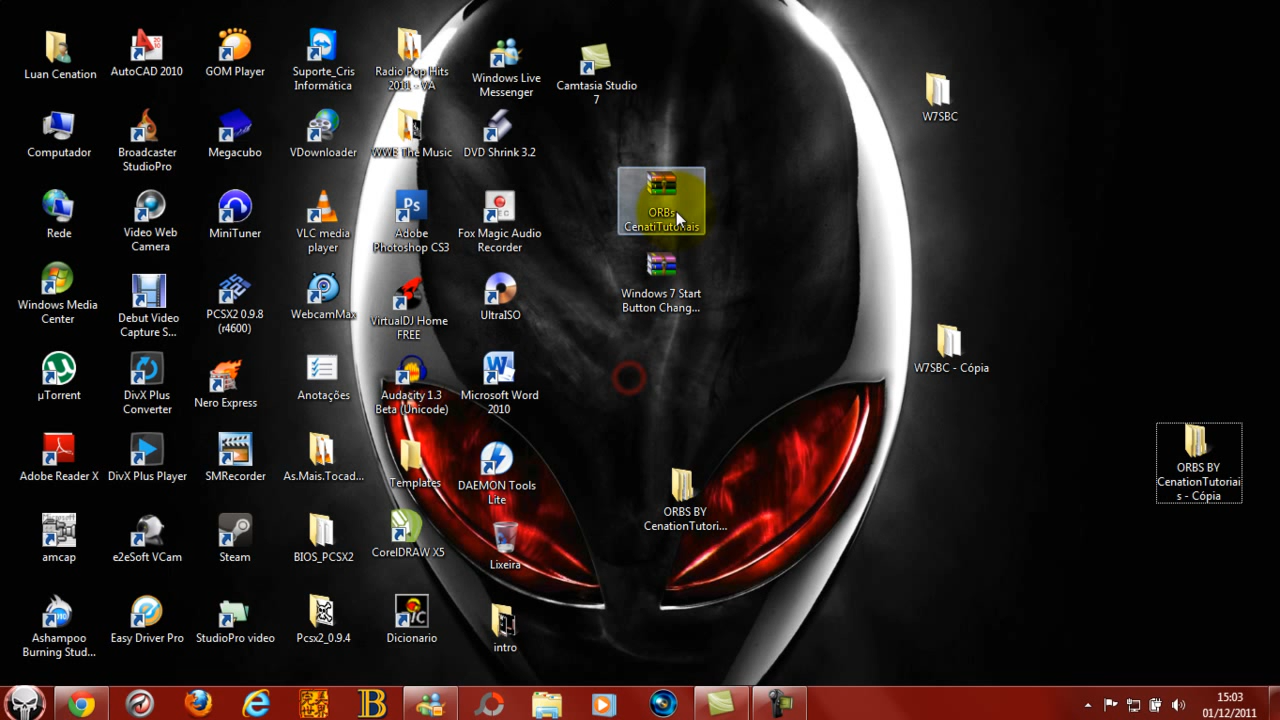 Luan Cenation
AutoCAD 2010
GOM Player
Suporte_Cris
Informática
Radio Pop Hits
2011 - VA
Windows Live
Messenger
Camtasia Studio
7
W7SBC
Computador
Broadcaster
StudioPro
Megacubo
VDownloader
WWE The Music
DVD Shrink 3.2
Rede
Video Web
Camera
MiniTuner
VLC media
player
Ps
Adobe
Photoshop CS3
Fox Magic Audio
Recorder
ORBs
CenatiTutoriais
Windows Media
Center
Debut Video
Capture S...
PCSX2 0.9.8
(r4600)
WebcamMax
VirtualDJ Home
FREE
UltraISO
Windows 7 Start
Button Chang...
µTorrent
DivX Plus
Converter
Nero Express
Anotações
Audacity 1.3
Beta (Unicode)
Microsoft Word
2010
W7SBC - Cópia
Adobe Reader X
DivX Plus Player
SMRecorder
As.Mais.Tocad...
Templates
DAEMON Tools
Lite
ORBS BY
CenationTutori...
ORBS BY
CenationTutoriai
s - Cópia
amcap
e2eSoft VCam
Steam
BIOS_PCSX2
CorelDRAW X5
Lixeira
Ashampoo
Burning Stud...
Easy Driver Pro
StudioPro video
Pcsx2_0.9.4
Dicionario
intro
B
15:03
01/12/2011